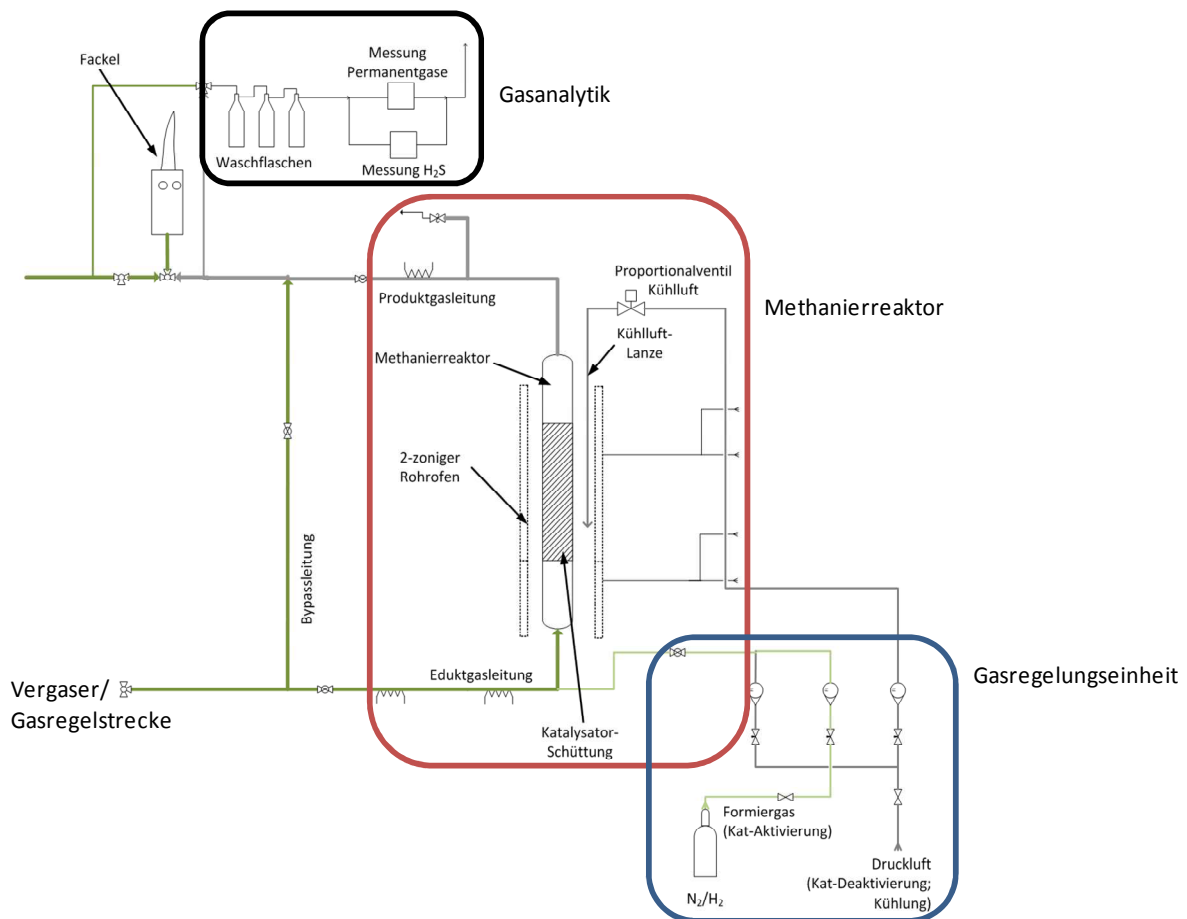 Fackel
Messung
Permanentgase
Gasanalytik
Waschflaschen
Messung H₂S
Proportionalventil
Kühlluft
Methanierreaktor
Produktgasleitung
Kühlluft-
Lanze
Methanierreaktor
2-zoniger
Rohrofen
Bypassleitung
Eduktgasleitung
Vergaser/
Gasregelstrecke
Gasregelungseinheit
Katalysator-
Schüttung
Formiergas
(Kat-Aktivierung)
N₂/H₂
Druckluft
(Kat-Deaktivierung;
Kühlung)